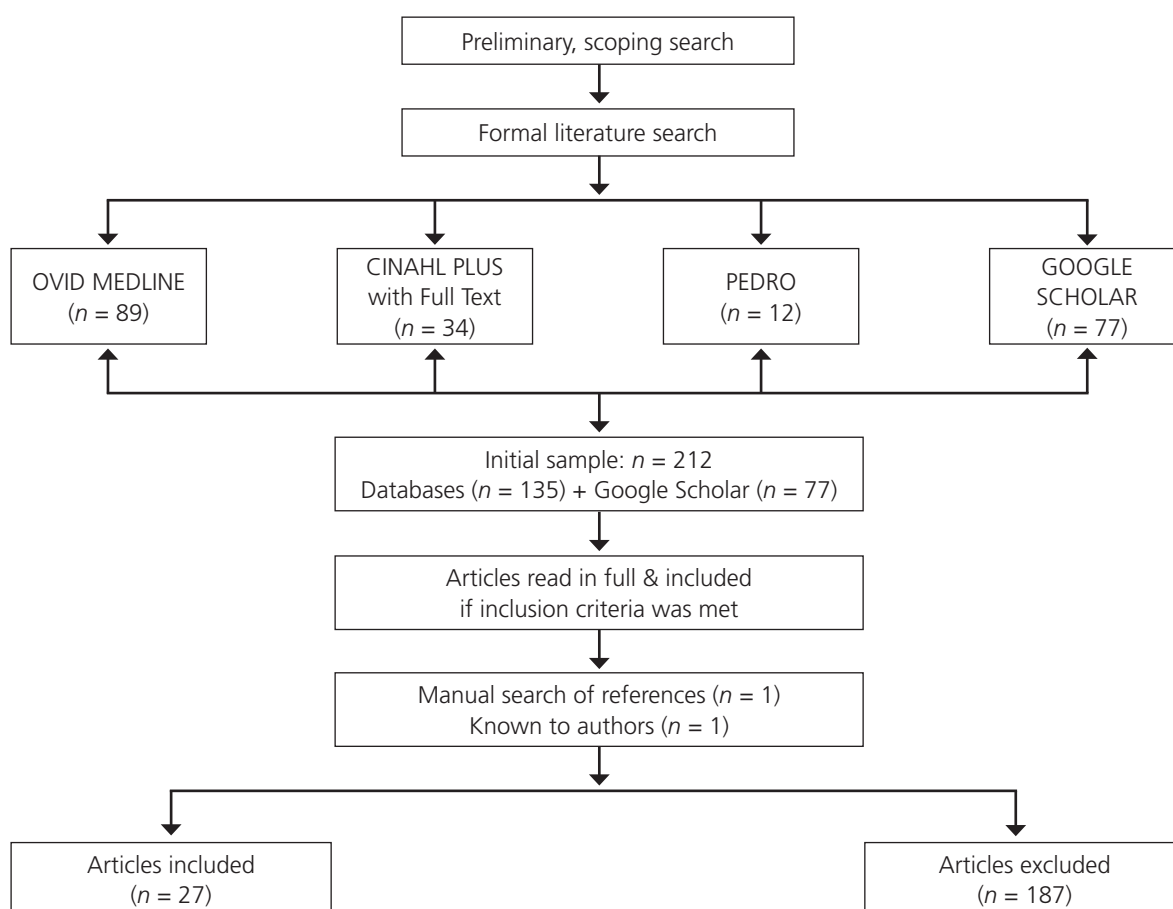 Preliminary, scoping search
Formal literature search
OVID MEDLINE
(n = 89)
CINAHL PLUS
with Full Text
(n = 34)
PEDRO
(n = 12)
GOOGLE
SCHOLAR
(n = 77)
Initial sample: n = 212
Databases (n = 135) + Google Scholar (n = 77)
Articles read in full & included
if inclusion criteria was met
Manual search of references (n = 1)
Known to authors (n = 1)
Articles included
(n = 27)
Articles excluded
(n = 187)